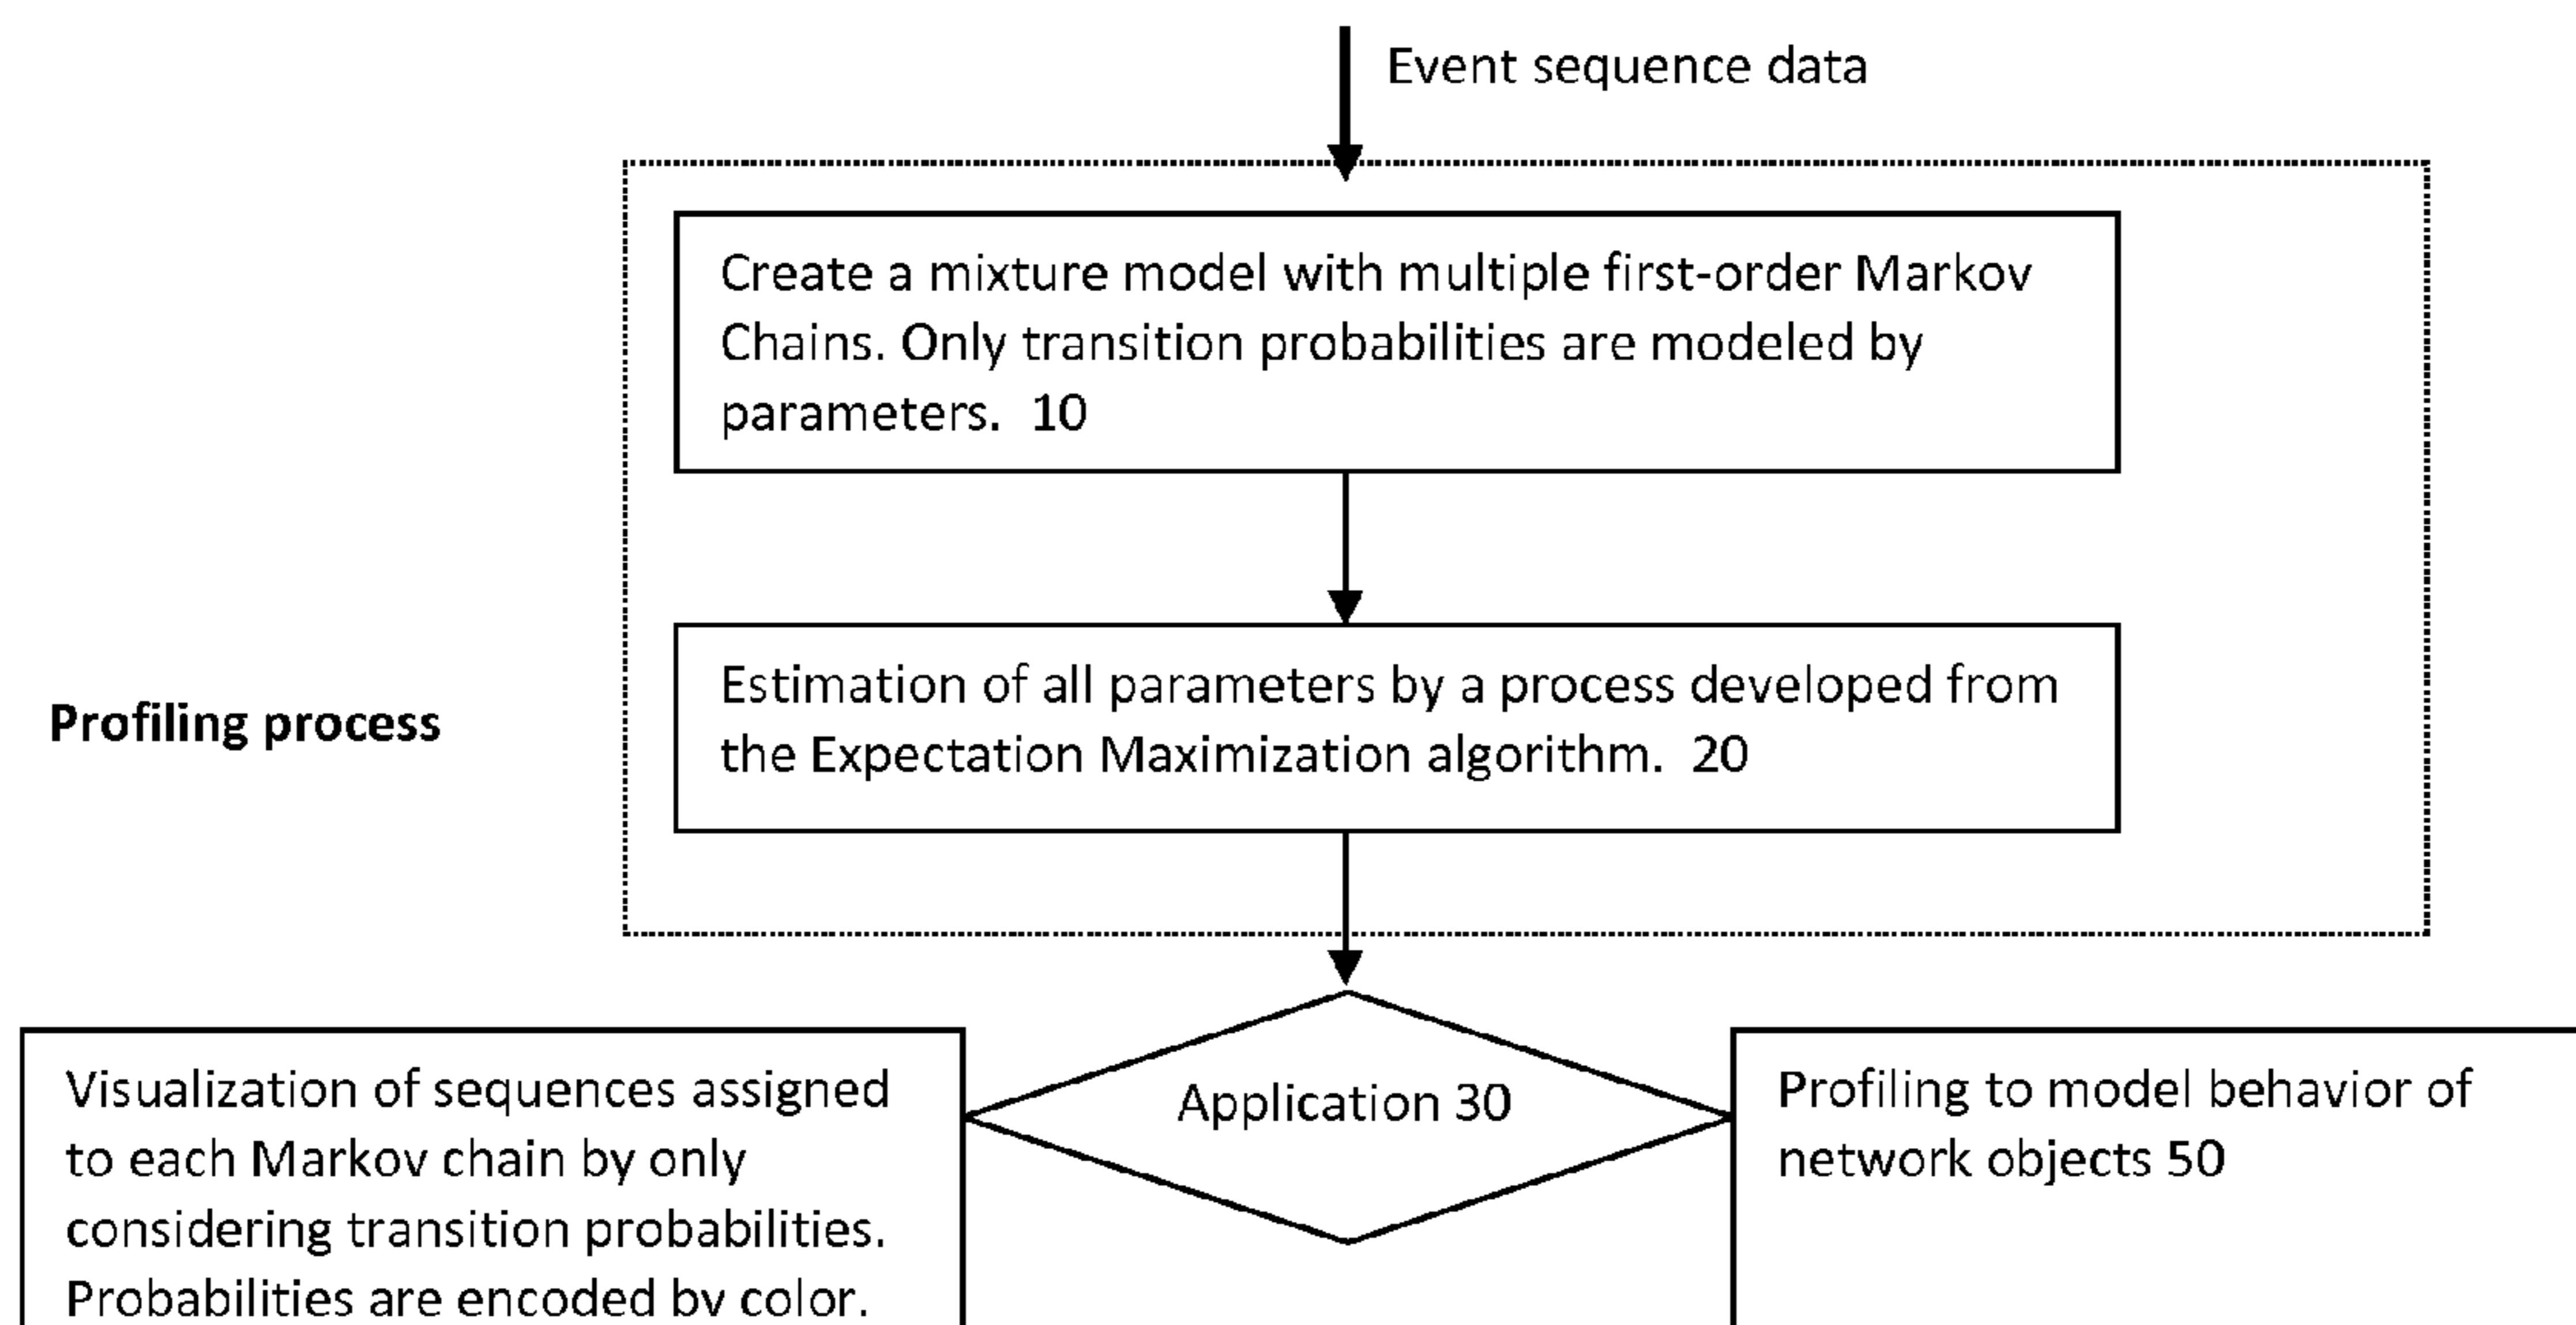 Event sequence data
Create a mixture model with multiple first-order Markov
Chains. Only transition probabilities are modeled by
parameters. 10
Estimation of all parameters by a process developed from
the Expectation Maximization algorithm. 20
Profiling process
Application 30
Visualization of sequences assigned
to each Markov chain by only
considering transition probabilities.
Probabilities are encoded by color.
Profiling to model behavior of
network objects 50